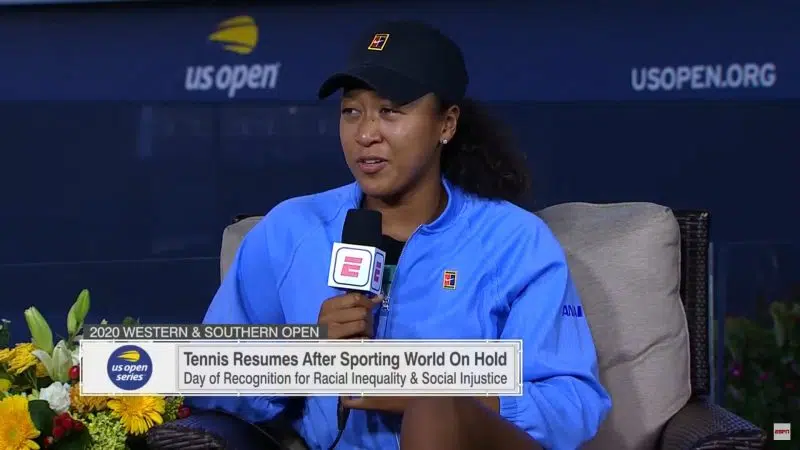 us open
USOPEN.ORG
E
ANA
2020 WESTERN & SOUTHERN OPEN
us open
series
Tennis Resumes After Sporting World On Hold
Day of Recognition for Racial Inequality & Social Injustice
ESPN